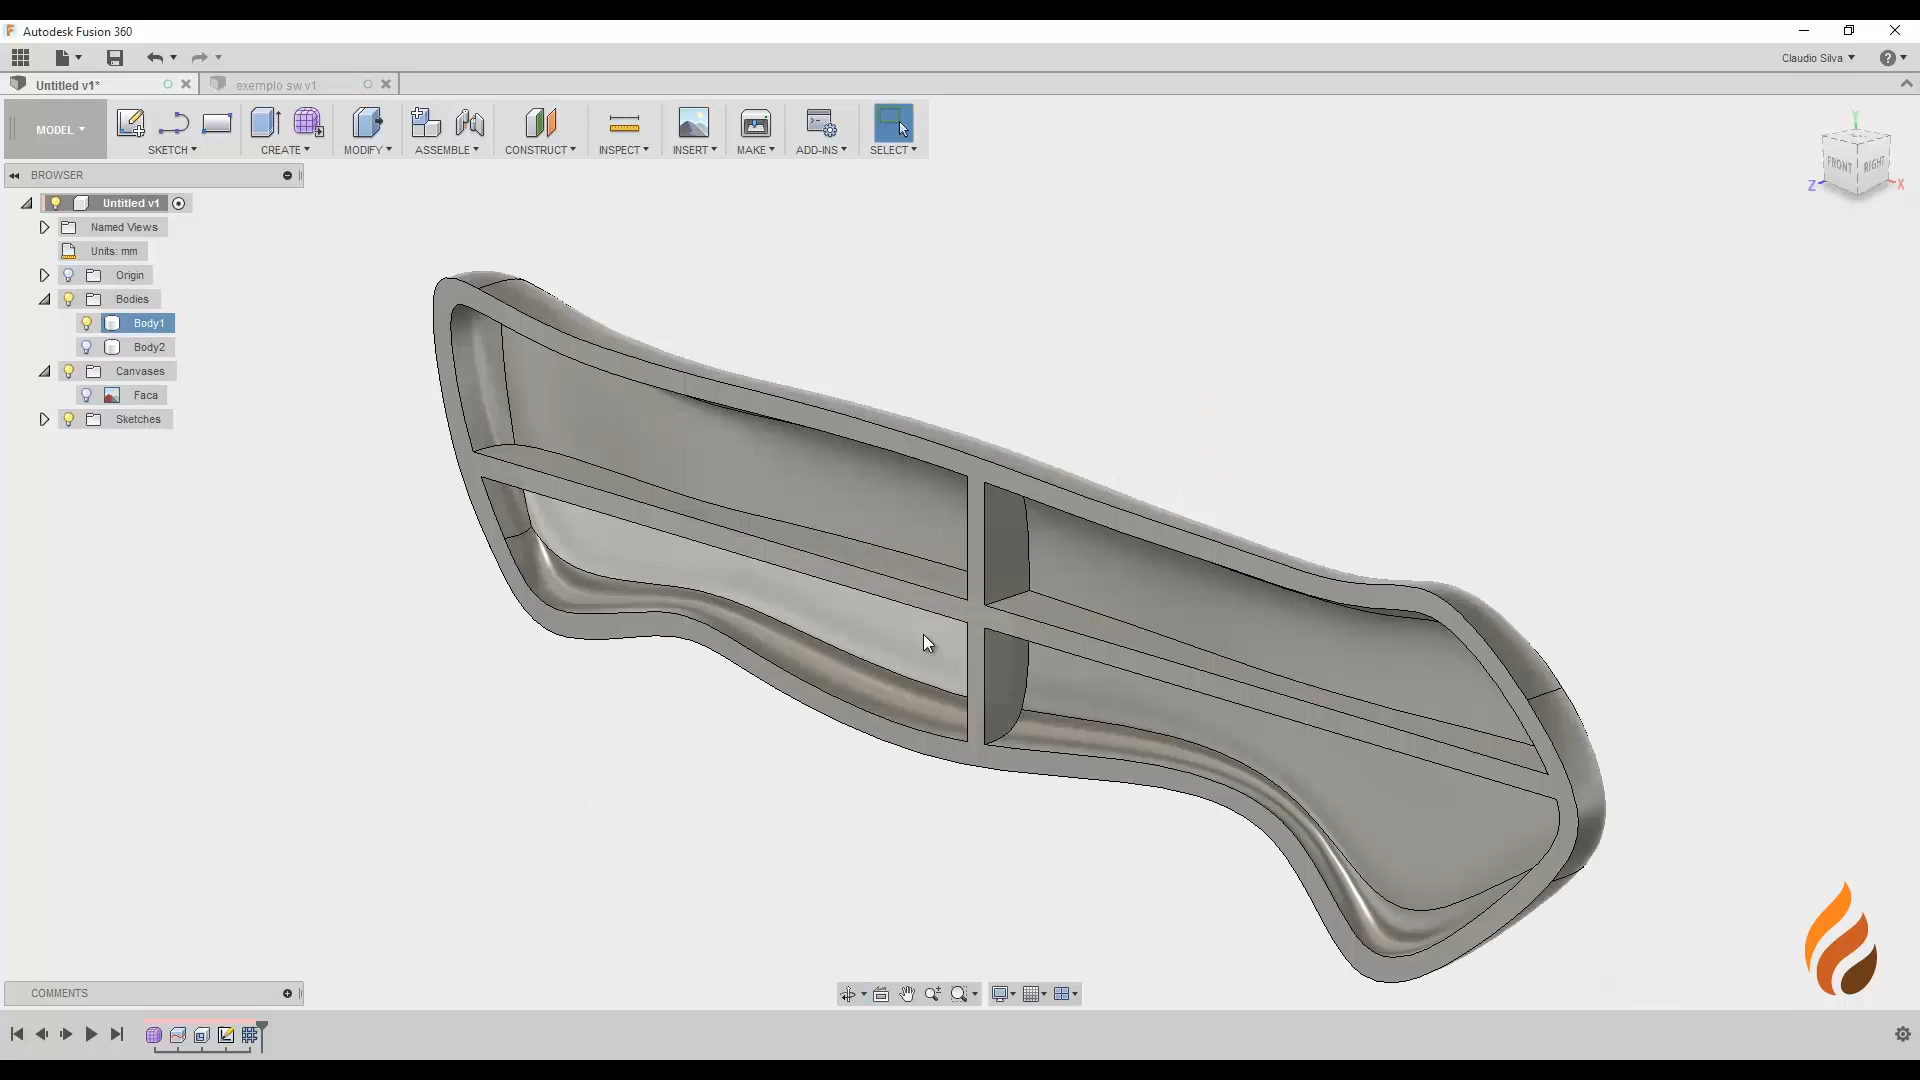 Autodesk Fusion 360
Claudio Silva
Untitled v1*
exemplo sw v1
MODEL
SKETCH
CREATE
MODIFY
ASSEMBLE
CONSTRUCT
INSPECT
INSERT
MAKE
ADD-INS
SELECT
Y
FRONT
RIGHT
Z
X
BROWSER
Untitled v1
Named Views
Units: mm
Origin
Bodies
Body1
Body2
Canvases
Faca
Sketches
COMMENTS